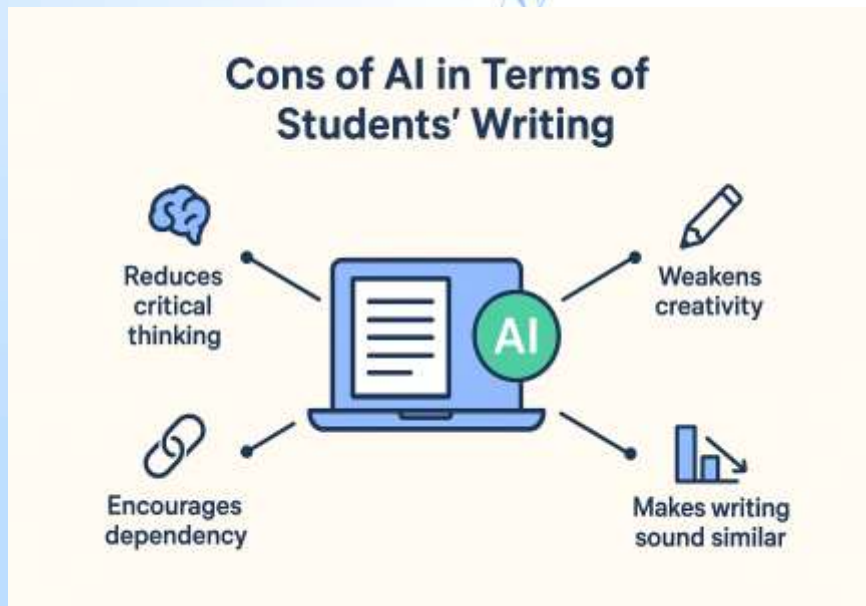 Cons of AI in Terms of
Students' Writing
Reduces
critical
thinking
Weakens
creativity
AI
Encourages
dependency
Makes writing
sound similar